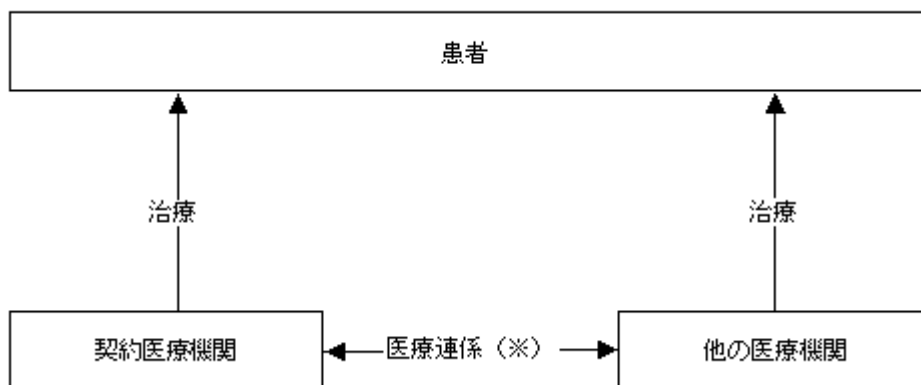 患者
治療
治療
契約医療機関
医療連係（※）
他の医療機関